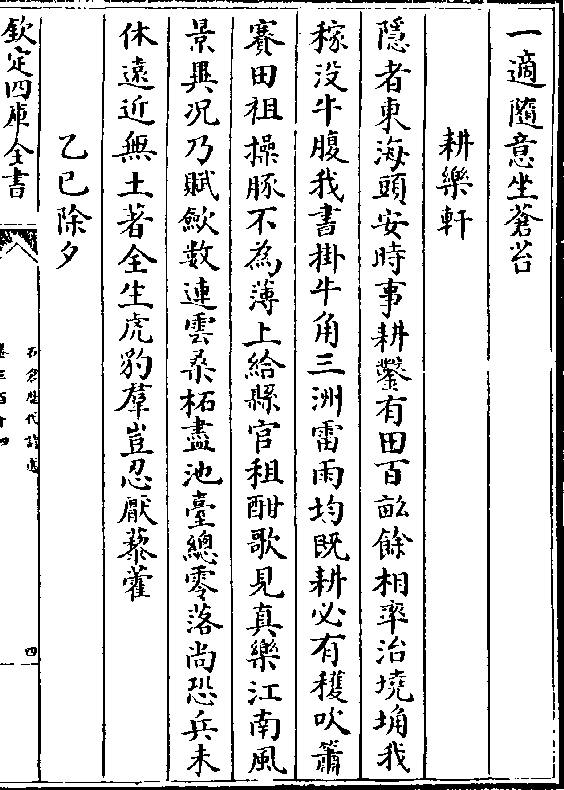 一適隨意坐蒼苔
耕樂軒
隱者東海頭安時事耕鑿有田百畝餘相率治墝埆我
稼没牛腹我書掛牛角三洲雷雨均既耕必有穫吹簫
賽田祖操豚不為薄上給縣官租酣歌見真樂江南風
景異况乃賦歛數連雲桑柘盡池臺總零落尚恐兵未
休遠近無土著全生虎豹羣豈忍厭藜藿
乙巳除夕
欽定四庫全書
四